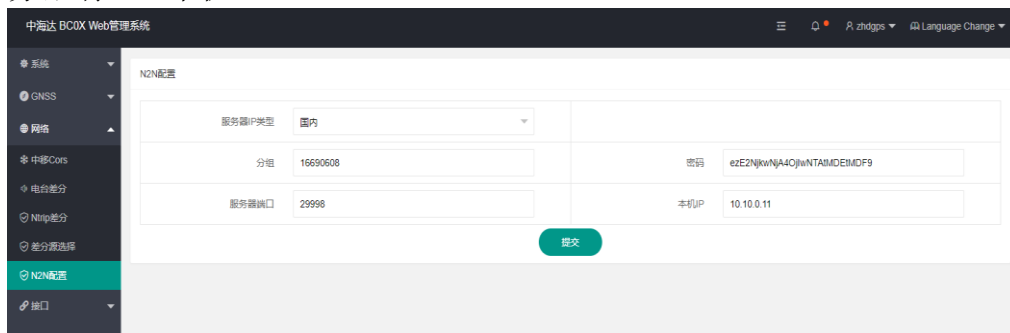 中海达 BC0X Web管理系统
zhdgps
Language Change
系统
GNSS
网络
中移Cors
电台差分
Ntrip差分
差分源选择
N2N配置
接口
N2N配置
服务器IP类型 国内
分组 16690608
密码 ezE2NjkwNjA4OjIwNTAtMDEtMDF9
服务器端口 29998
本机IP 10.10.0.11
提交